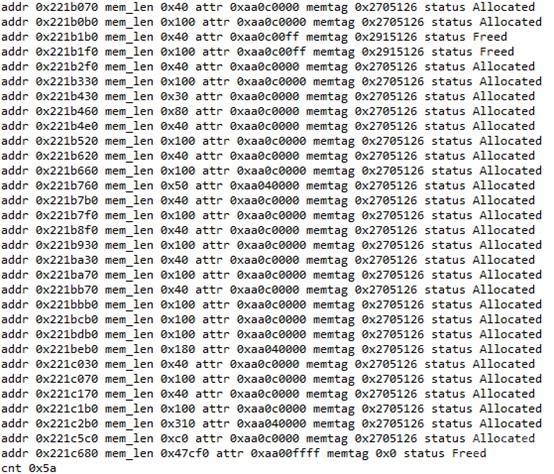 addr 0x221b070 mem_len 0x40 attr 0xaa0c0000 memtag 0x2705126 status Allocated
addr 0x221b0b0 mem_len 0x100 attr 0xaa0c0000 memtag 0x2705126 status Allocated
addr 0x221b1b0 mem_len 0x40 attr 0xaa0c00ff memtag 0x2915126 status Freed
addr 0x221b1f0 mem_len 0x100 attr 0xaa0c00ff memtag 0x2915126 status Freed
addr 0x221b2f0 mem_len 0x40 attr 0xaa0c0000 memtag 0x2705126 status Allocated
addr 0x221b330 mem_len 0x100 attr 0xaa0c0000 memtag 0x2705126 status Allocated
addr 0x221b430 mem_len 0x30 attr 0xaa0c0000 memtag 0x2705126 status Allocated
addr 0x221b460 mem_len 0x80 attr 0xaa0c0000 memtag 0x2705126 status Allocated
addr 0x221b4e0 mem_len 0x40 attr 0xaa0c0000 memtag 0x2705126 status Allocated
addr 0x221b520 mem_len 0x100 attr 0xaa0c0000 memtag 0x2705126 status Allocated
addr 0x221b620 mem_len 0x40 attr 0xaa0c0000 memtag 0x2705126 status Allocated
addr 0x221b660 mem_len 0x100 attr 0xaa0c0000 memtag 0x2705126 status Allocated
addr 0x221b760 mem_len 0x50 attr 0xaa040000 memtag 0x2705126 status Allocated
addr 0x221b7b0 mem_len 0x40 attr 0xaa0c0000 memtag 0x2705126 status Allocated
addr 0x221b7f0 mem_len 0x100 attr 0xaa0c0000 memtag 0x2705126 status Allocated
addr 0x221b8f0 mem_len 0x40 attr 0xaa0c0000 memtag 0x2705126 status Allocated
addr 0x221b930 mem_len 0x100 attr 0xaa0c0000 memtag 0x2705126 status Allocated
addr 0x221ba30 mem_len 0x40 attr 0xaa0c0000 memtag 0x2705126 status Allocated
addr 0x221ba70 mem_len 0x100 attr 0xaa0c0000 memtag 0x2705126 status Allocated
addr 0x221bb70 mem_len 0x40 attr 0xaa0c0000 memtag 0x2705126 status Allocated
addr 0x221bbb0 mem_len 0x100 attr 0xaa0c0000 memtag 0x2705126 status Allocated
addr 0x221bcb0 mem_len 0x100 attr 0xaa0c0000 memtag 0x2705126 status Allocated
addr 0x221bdb0 mem_len 0x100 attr 0xaa0c0000 memtag 0x2705126 status Allocated
addr 0x221beb0 mem_len 0x180 attr 0xaa040000 memtag 0x2705126 status Allocated
addr 0x221c030 mem_len 0x40 attr 0xaa0c0000 memtag 0x2705126 status Allocated
addr 0x221c070 mem_len 0x100 attr 0xaa0c0000 memtag 0x2705126 status Allocated
addr 0x221c170 mem_len 0x40 attr 0xaa0c0000 memtag 0x2705126 status Allocated
addr 0x221c1b0 mem_len 0x100 attr 0xaa0c0000 memtag 0x2705126 status Allocated
addr 0x221c2b0 mem_len 0x310 attr 0xaa040000 memtag 0x2705126 status Allocated
addr 0x221c5c0 mem_len 0xc0 attr 0xaa0c0000 memtag 0x2705126 status Allocated
addr 0x221c680 mem_len 0x47cf0 attr 0xaa00ffff memtag 0x0 status Freed
cnt 0x5a